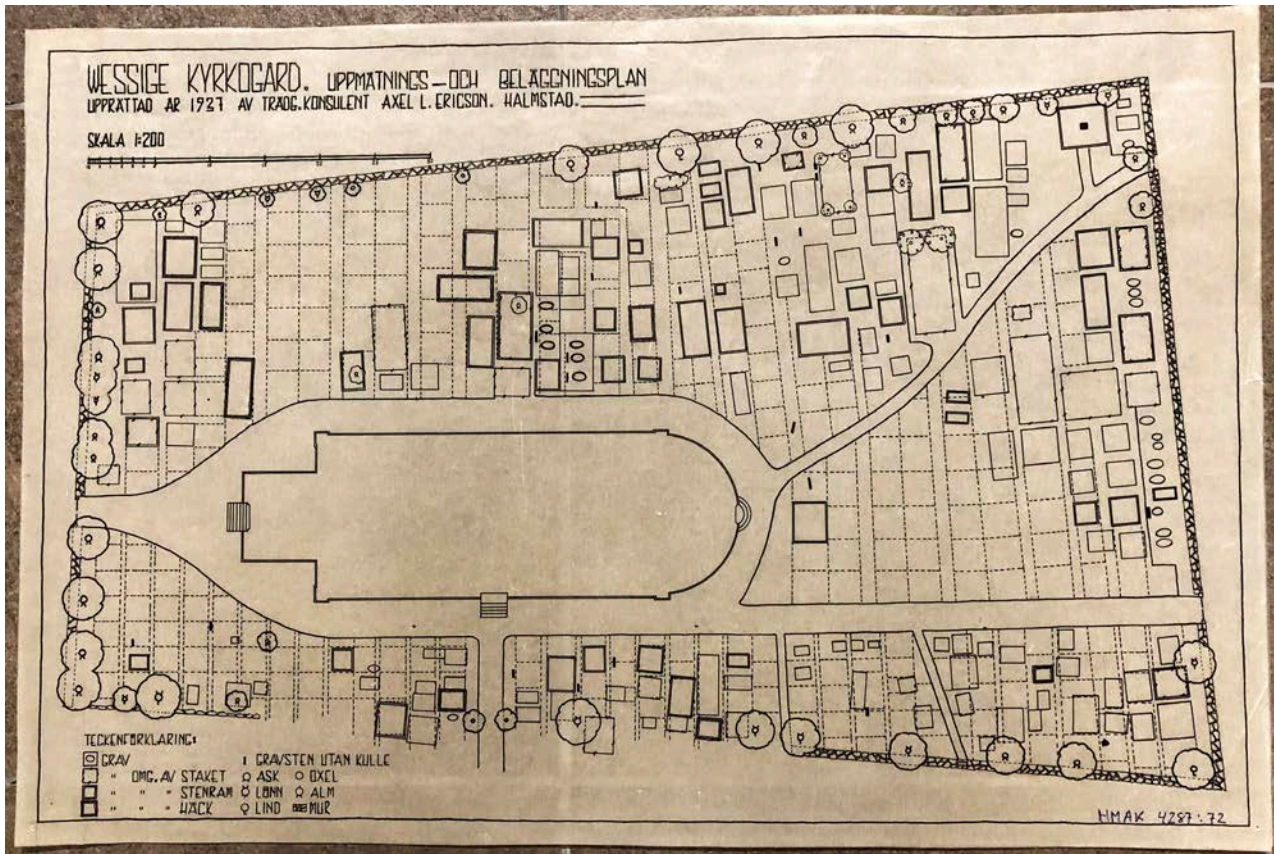 WESSIGE KYRKOGÅRD. UPPMÄTNINGS-OCH BELÄGGNINGSPLAN
UPPRÄTTAD ÅR 1937 AV TRÄDG.KONSULENT AXEL L. ERICSON. HALMSTAD.
SKALA 1:200
TECKENFÖRKLARING:
GRAV
" OMG. AV STAKET
" " " STENRAM
" " " HÄCK
GRAVSTEN UTAN KULLE
ASK OXEL
LÖNN ALM
LIND MUR
HMAK 4287:72